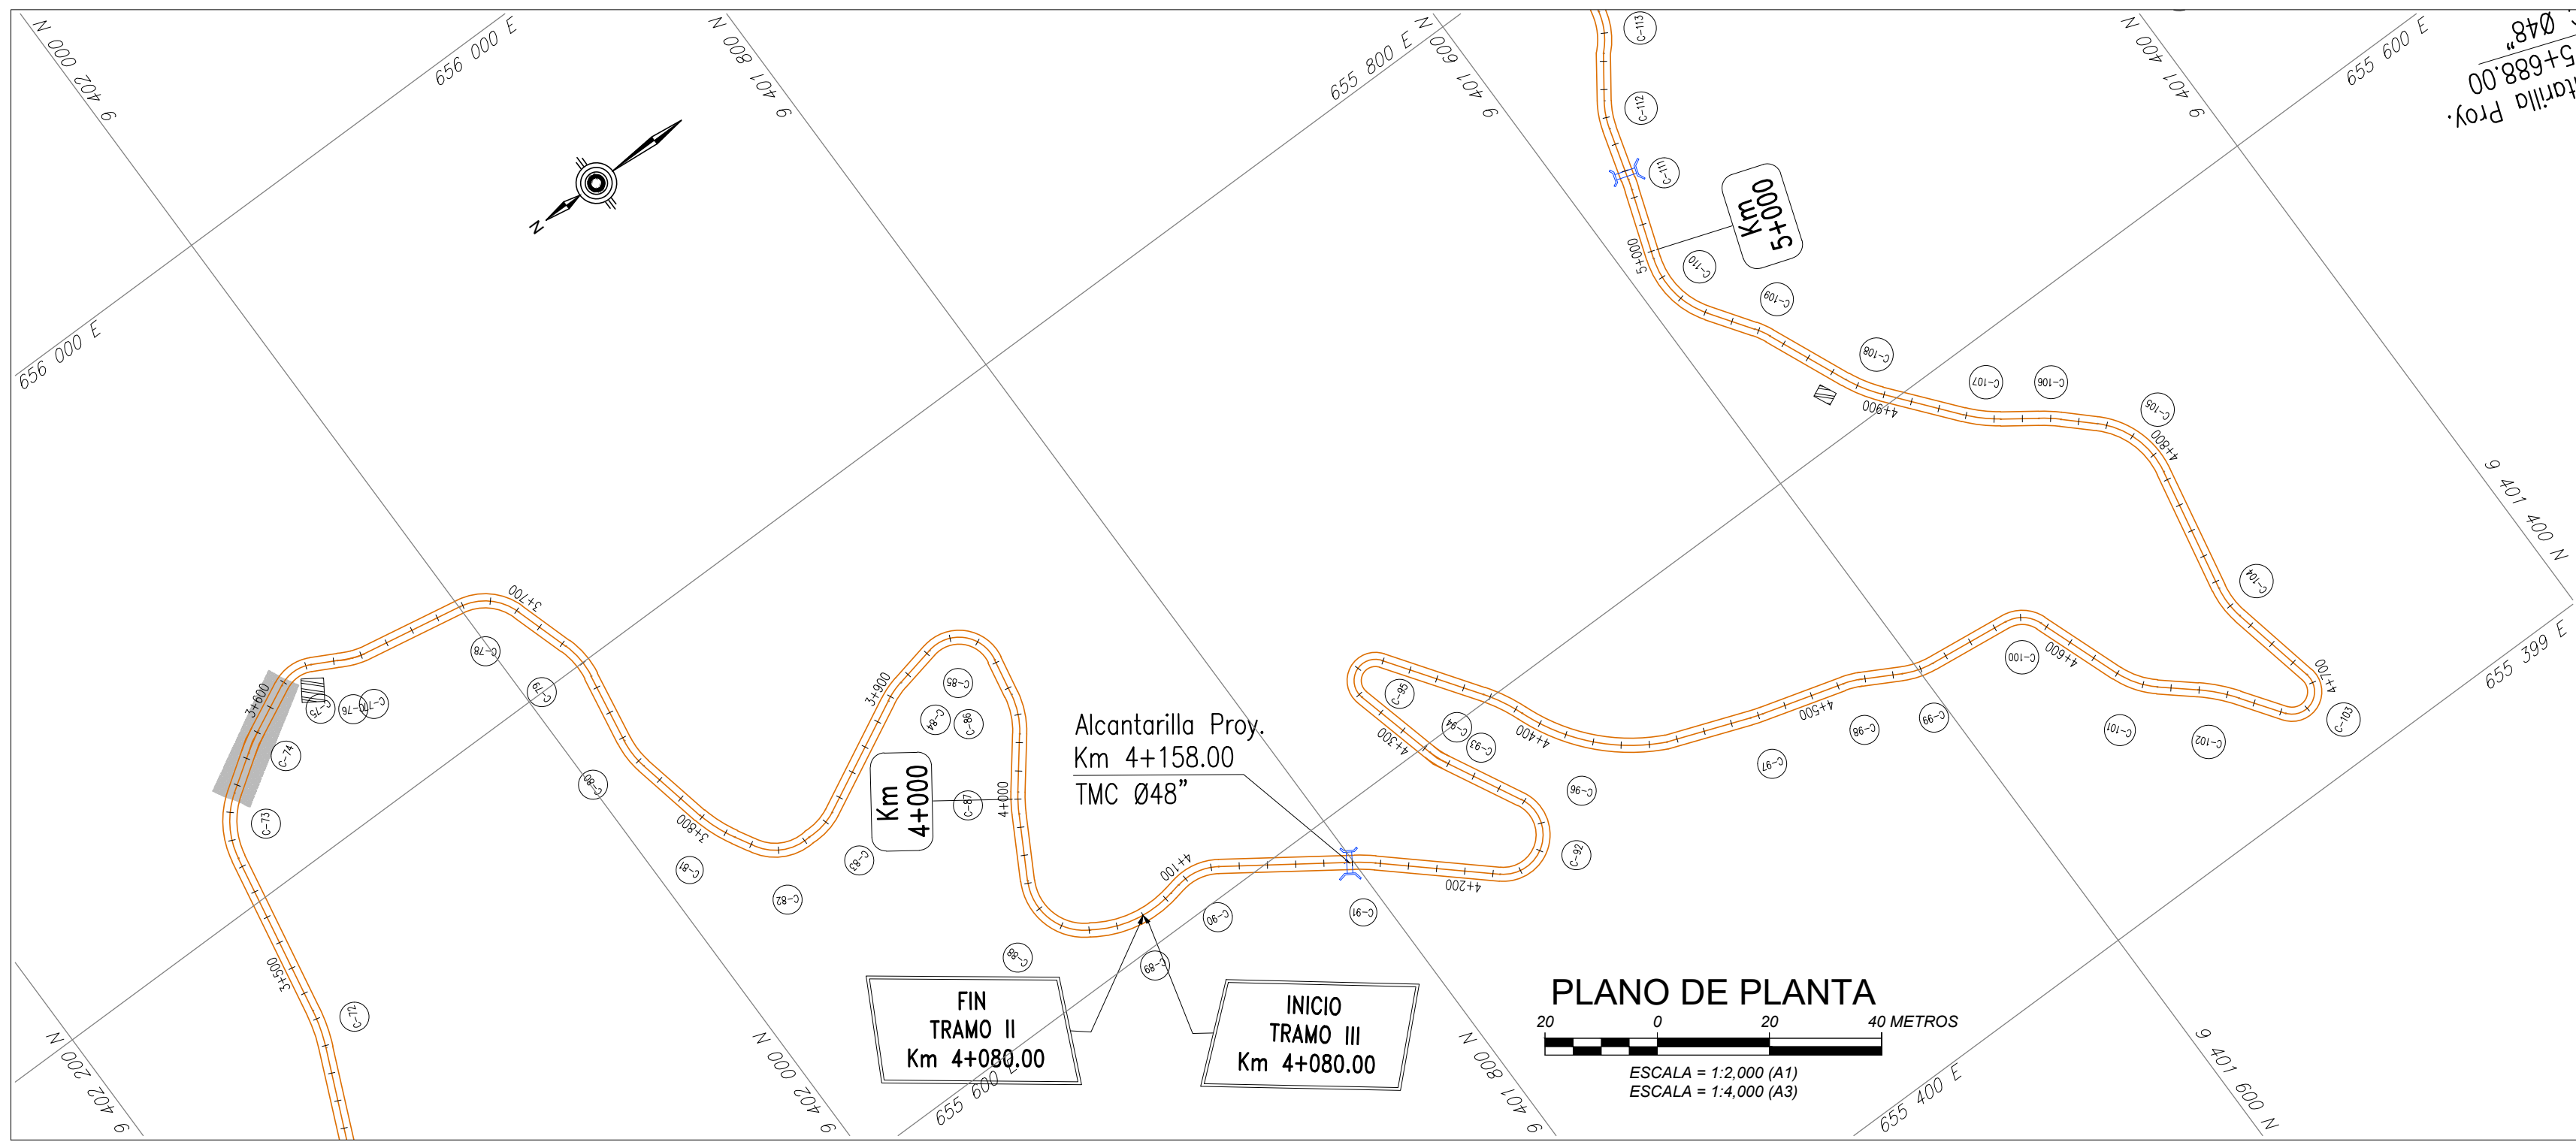 9 402 000 N
656 000 E
9 401 800 N
655 800 E
9 401 600 N
9 401 400 N
655 600 E
Ø48"
5+688.00
tarilla Proy.
C-113
C-112
C-111
Km
5+000
5+000
C-110
C-109
C-108
4+900
C-107
C-106
C-105
4+800
9 401 400 N
C-104
4+700
655 399 E
C-103
656 000 E
N
3+700
C-78
C-79
3+600
C-75
C-76
C-77
C-74
C-73
C-80
3+800
C-81
C-82
C-83
3+900
C-85
C-84
C-86
Km
4+000
C-87
4+000
Alcantarilla Proy.
Km 4+158.00
TMC Ø48"
C-95
4+300
C-94
C-93
4+400
C-96
C-92
C-97
4+500
C-98
C-99
C-100
4+600
C-101
C-102
4+100
C-90
C-91
4+200
C-88
C-89
3+500
C-72
9 402 200 N
9 402 000 N
FIN
TRAMO II
Km 4+080.00
655 600 E
INICIO
TRAMO III
Km 4+080.00
9 401 800 N
PLANO DE PLANTA
20 0 20 40 METROS
ESCALA = 1:2,000 (A1)
ESCALA = 1:4,000 (A3)
655 400 E
9 401 600 N